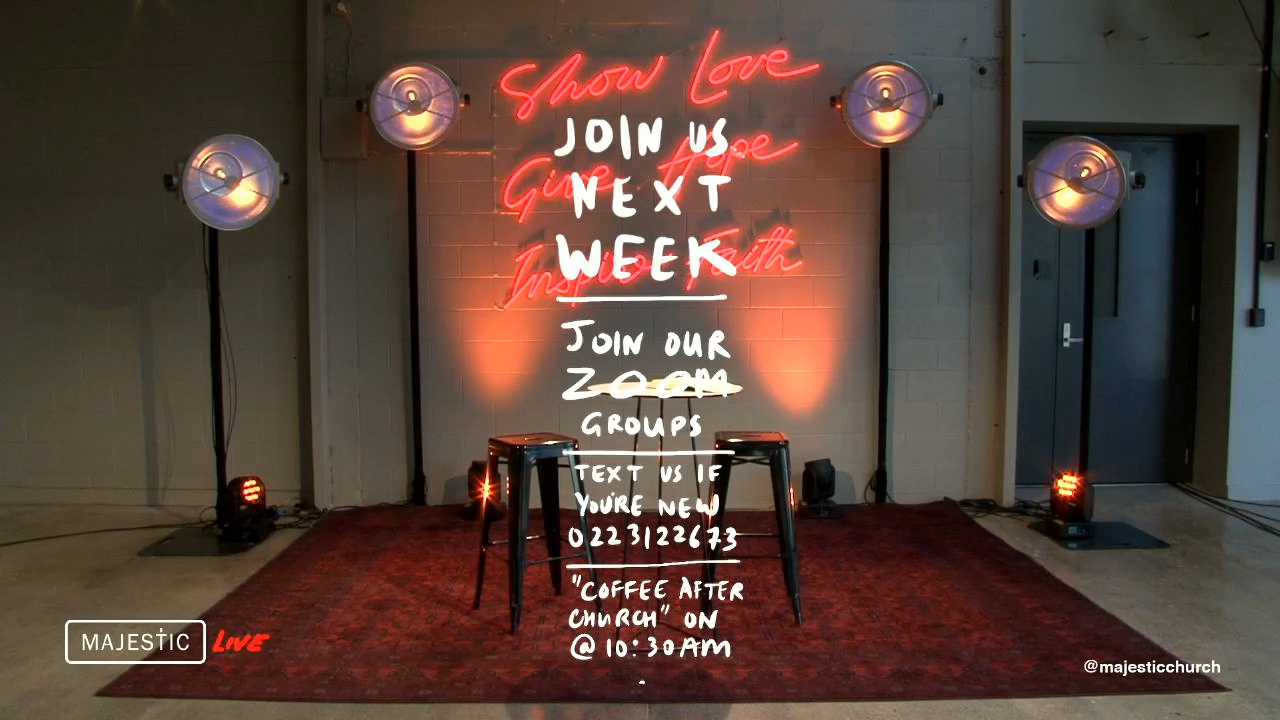 Show Love
JOIN US
Give Hope
NEXT
WEEK
Inspire Faith
JOIN OUR
ZOOM
GROUPS
TEXT US IF
YOU'RE NEW
0223122673
"COFFEE AFTER
CHURCH" ON
@ 10:30AM
MAJESTIC LIVE
@majesticchurch